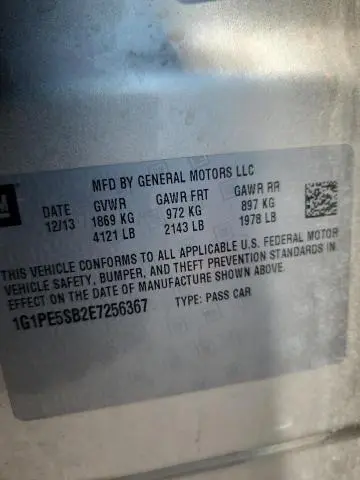 GM
MFD BY GENERAL MOTORS LLC
DATE GVWR GAWR FRT GAWR RR
12/13 1869 KG 972 KG 897 KG
4121 LB 2143 LB 1978 LB
THIS VEHICLE CONFORMS TO ALL APPLICABLE U.S. FEDERAL MOTOR
VEHICLE SAFETY, BUMPER, AND THEFT PREVENTION STANDARDS IN
EFFECT ON THE DATE OF MANUFACTURE SHOWN ABOVE.
1G1PE5SB2E7256367 TYPE: PASS CAR